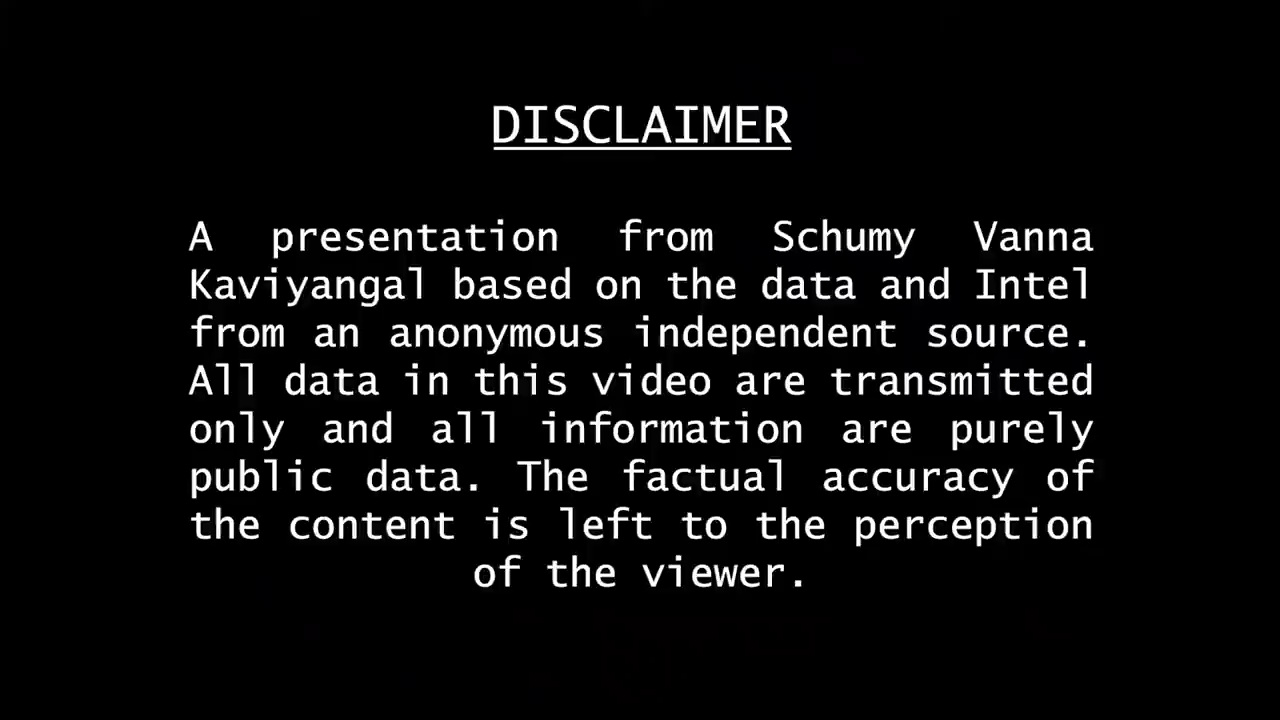 DISCLAIMER
A presentation from Schumy Vanna
Kaviyangal based on the data and Intel
from an anonymous independent source.
All data in this video are transmitted
only and all information are purely
public data. The factual accuracy of
the content is left to the perception
of the viewer.